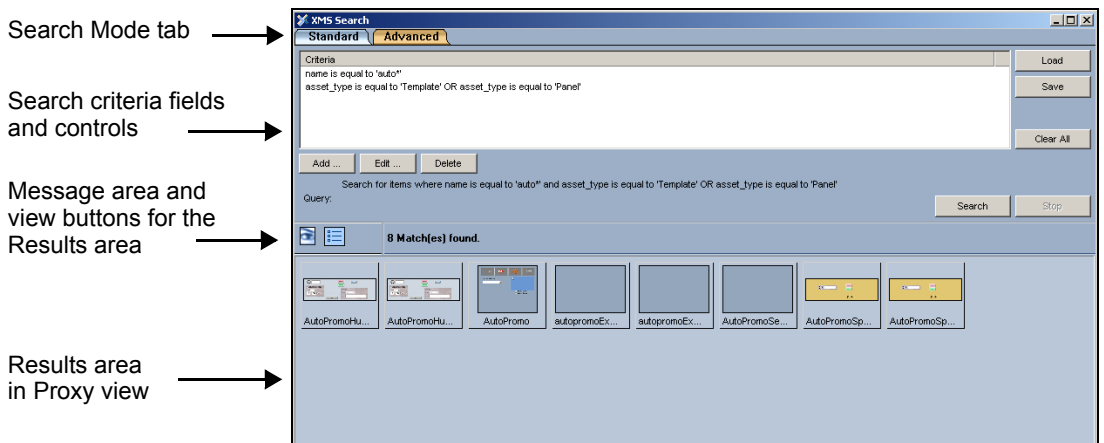 Search Mode tab
Search criteria fields
and controls
Message area and
view buttons for the
Results area
Results area
in Proxy view
XMS Search
Standard
Advanced
Criteria
name is equal to 'auto*'
asset_type is equal to 'Template' OR asset_type is equal to 'Panel'
Load
Save
Clear All
Add ...
Edit ...
Delete
Search for items where name is equal to 'auto*' and asset_type is equal to 'Template' OR asset_type is equal to 'Panel'
Query:
Search
Stop
8 Match(es) found.
AutoPromoHu...
AutoPromoHu...
AutoPromo
autopromoEx...
autopromoEx...
AutoPromoSe...
AutoPromoSp...
AutoPromoSp...